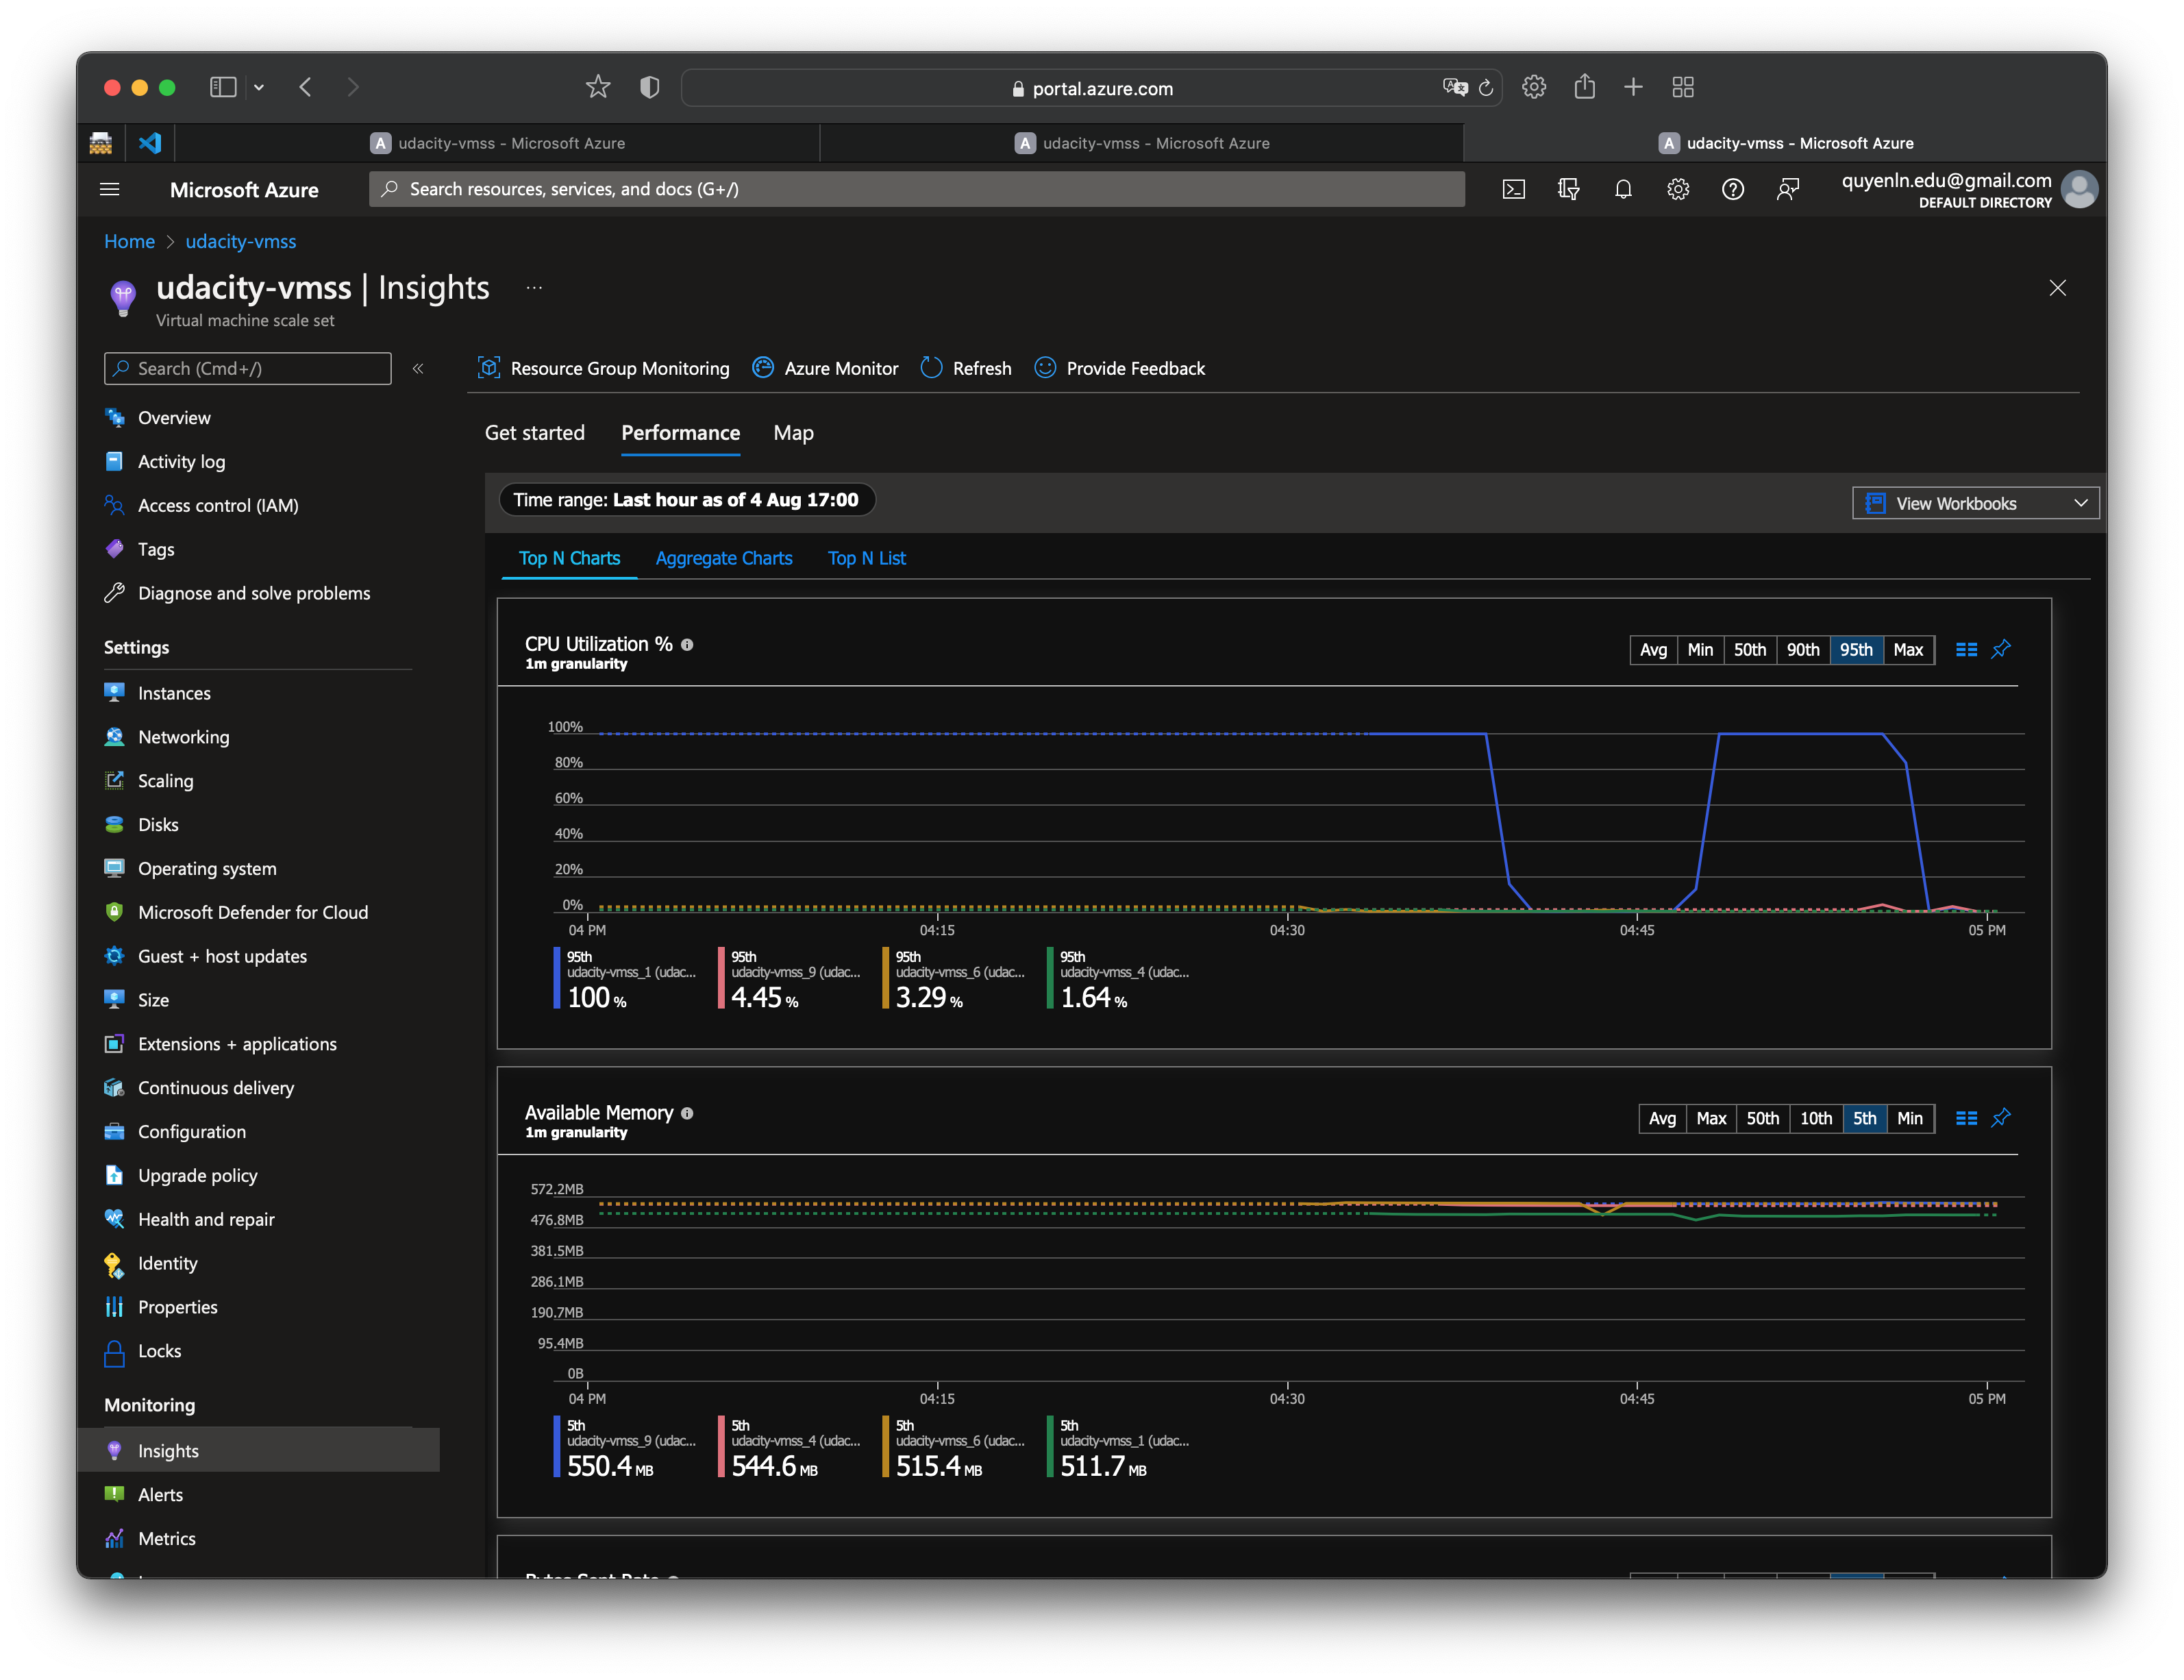 portal.azure.com
A udacity-vmss - Microsoft Azure
A udacity-vmss - Microsoft Azure
A udacity-vmss - Microsoft Azure
Microsoft Azure
Search resources, services, and docs (G+/)
quyenln.edu@gmail.com
DEFAULT DIRECTORY
Home > udacity-vmss
udacity-vmss | Insights ...
Virtual machine scale set
Search (Cmd+/)
«
Overview
Activity log
Access control (IAM)
Tags
Diagnose and solve problems
Settings
Instances
Networking
Scaling
Disks
Operating system
Microsoft Defender for Cloud
Guest + host updates
Size
Extensions + applications
Continuous delivery
Configuration
Upgrade policy
Health and repair
Identity
Properties
Locks
Monitoring
Insights
Alerts
Metrics
Resource Group Monitoring Azure Monitor Refresh Provide Feedback
Get started Performance Map
Time range: Last hour as of 4 Aug 17:00
View Workbooks
Top N Charts Aggregate Charts Top N List
CPU Utilization %
1m granularity
Avg Min 50th 90th 95th Max
100%
80%
60%
40%
20%
0%
04 PM 04:15 04:30 04:45 05 PM
95th 95th 95th 95th
udacity-vmss_1 (udac... udacity-vmss_9 (udac... udacity-vmss_6 (udac... udacity-vmss_4 (udac...
100 % 4.45 % 3.29 % 1.64 %
Available Memory
1m granularity
Avg Max 50th 10th 5th Min
572.2MB
476.8MB
381.5MB
286.1MB
190.7MB
95.4MB
0B
04 PM 04:15 04:30 04:45 05 PM
5th 5th 5th 5th
udacity-vmss_9 (udac... udacity-vmss_4 (udac... udacity-vmss_6 (udac... udacity-vmss_1 (udac...
550.4 MB 544.6 MB 515.4 MB 511.7 MB
Bytes Sent Rate